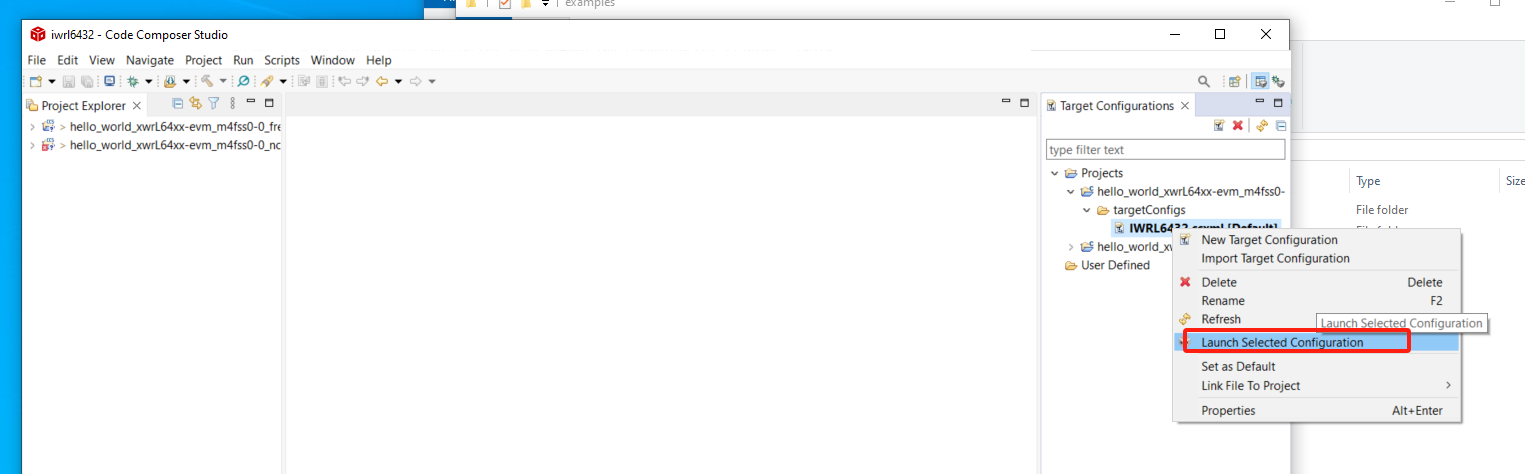 examples
iwrl6432 - Code Composer Studio
File Edit View Navigate Project Run Scripts Window Help
Project Explorer
> hello_world_xwrL64xx-evm_m4fss0-0_fre
> hello_world_xwrL64xx-evm_m4fss0-0_no
Target Configurations
type filter text
Projects
hello_world_xwrL64xx-evm_m4fss0-
targetConfigs
IWRL6432.ccxml [Default]
hello_world_xw
User Defined
New Target Configuration
Import Target Configuration
Delete Delete
Rename F2
Refresh
Launch Selected Configuration
Launch Selected Configuration
Set as Default
Link File To Project
Properties Alt+Enter
Type Size
File folder